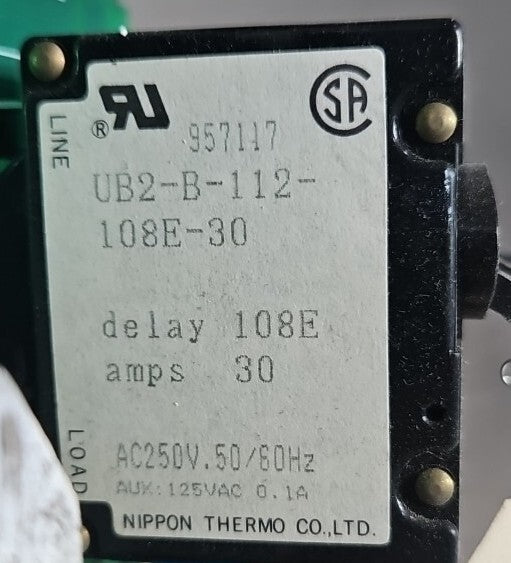 LINE
®
957117
SA
UB2-B-112-
108E-30
delay 108E
amps 30
LOAD
AC250V.50/60Hz
AUX:125VAC 0.1A
NIPPON THERMO CO.,LTD.